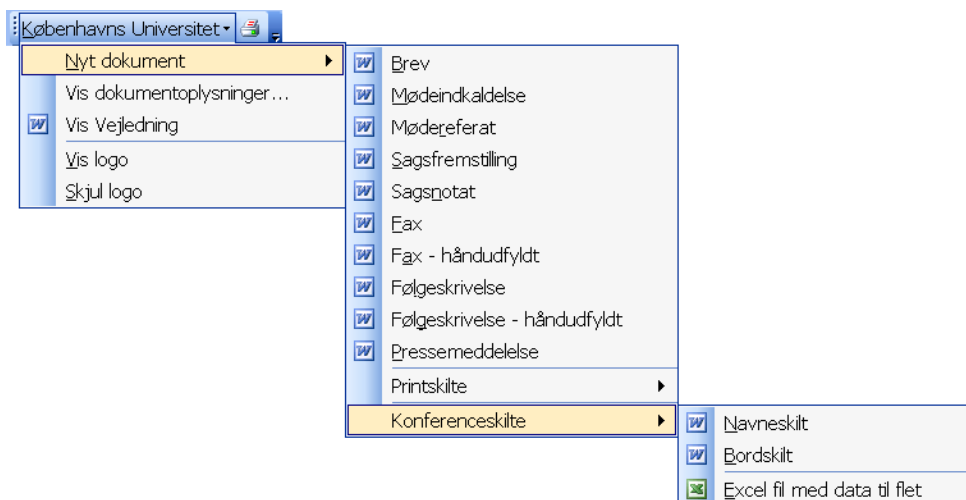 Københavns Universitet
Nyt dokument
Vis dokumentoplysninger...
Vis Vejledning
Vis logo
Skjul logo
Brev
Mødeindkaldelse
Mødereferat
Sagsfremstilling
Sagsnotat
Fax
Fax - håndudfyldt
Følgeskrivelse
Følgeskrivelse - håndudfyldt
Pressemeddelelse
Printskilte
Konferenceskilte
Navneskilt
Bordskilt
Excel fil med data til flet